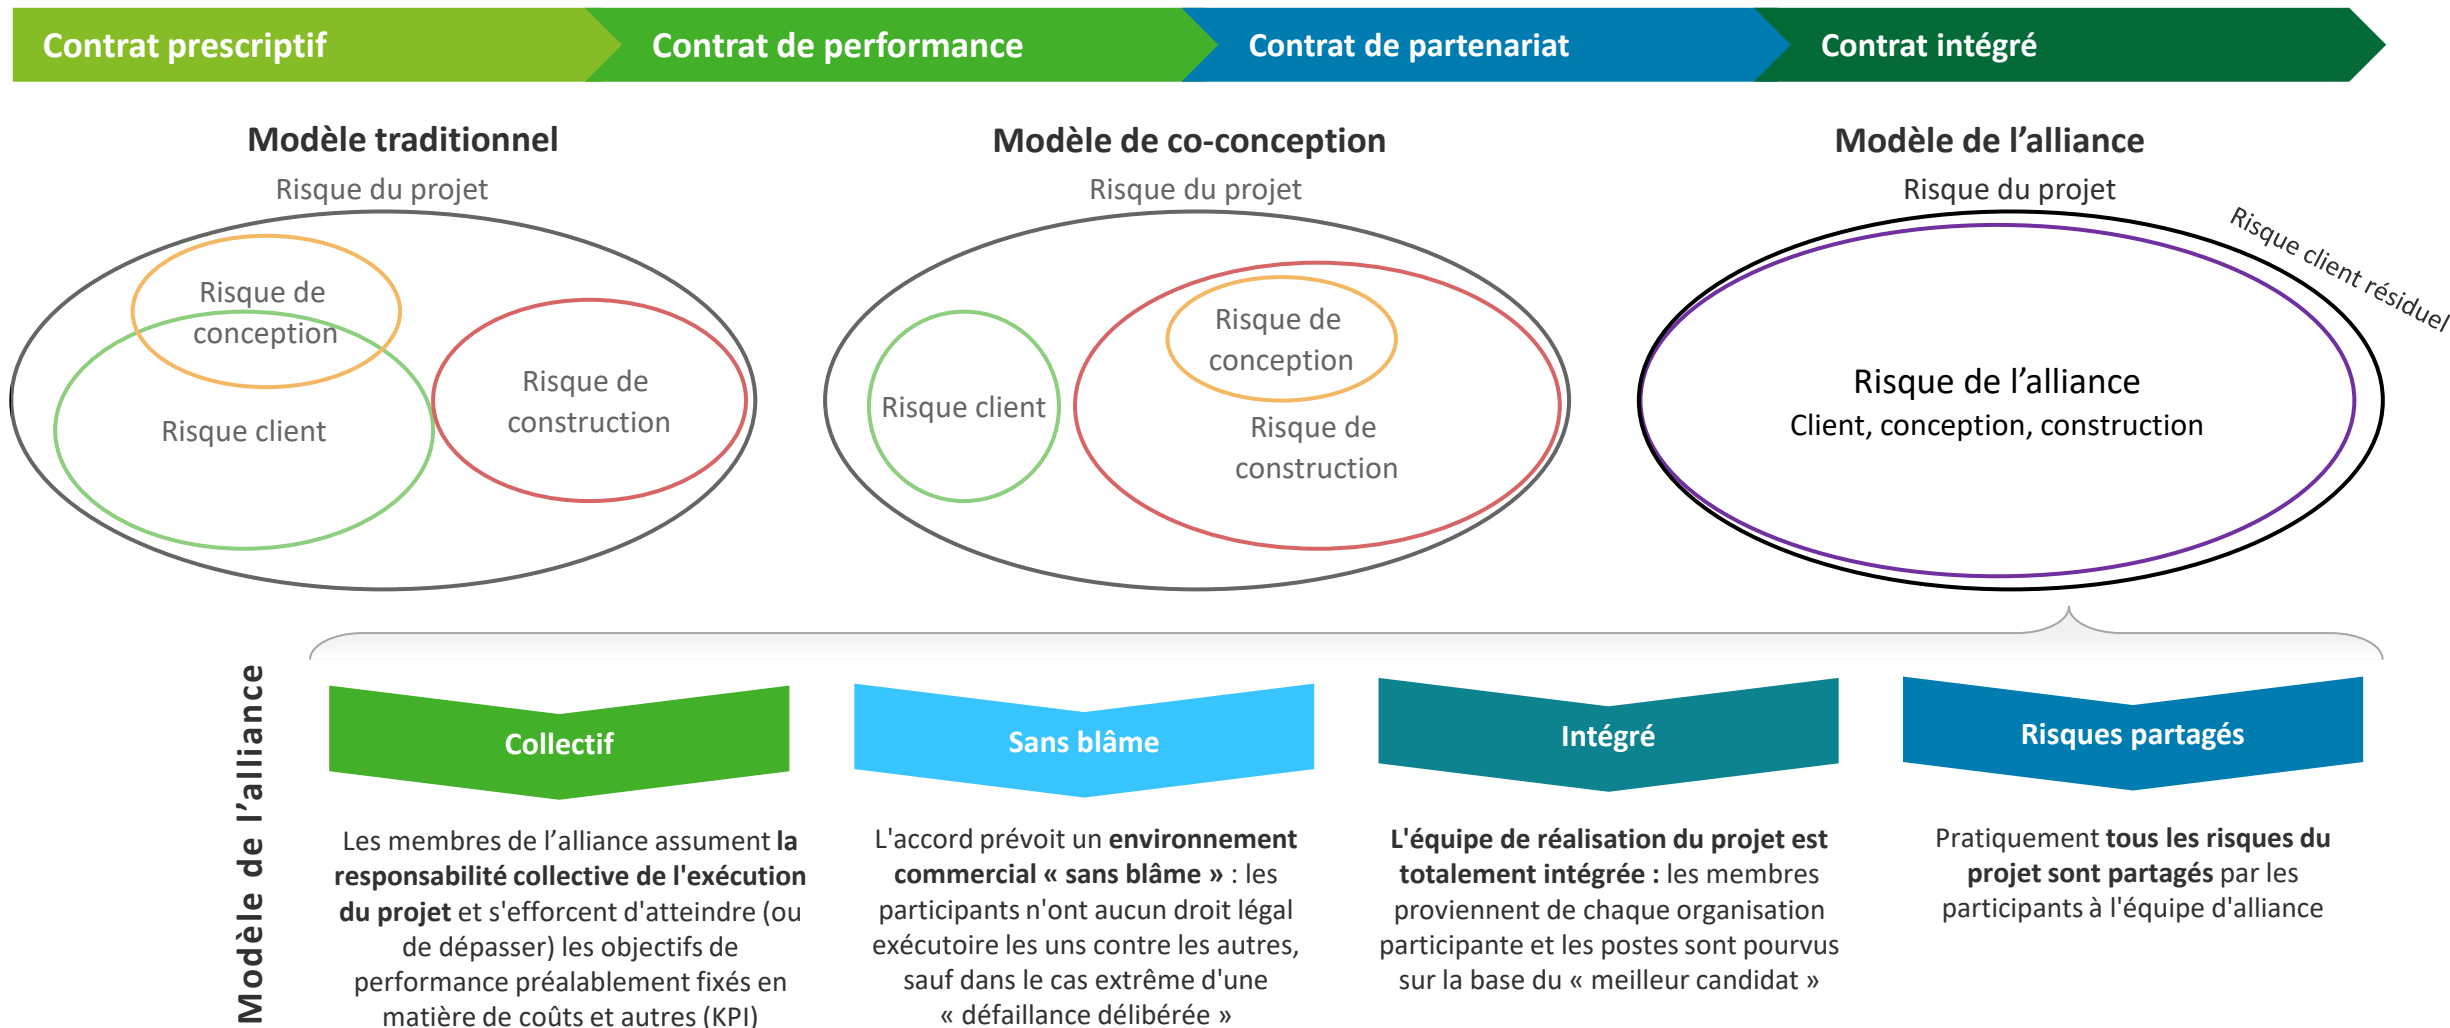 Contrat prescriptif
Contrat de performance
Contrat de partenariat
Contrat intégré
Modèle traditionnel
Risque du projet
Risque de
conception
Risque client
Risque de
construction
Modèle de co-conception
Risque du projet
Risque client
Risque de
conception
Risque de
construction
Modèle de l’alliance
Risque du projet
Risque client résiduel
Risque de l’alliance
Client, conception, construction
Modèle de l’alliance
Collectif
Les membres de l’alliance assument la
responsabilité collective de l'exécution
du projet et s'efforcent d'atteindre (ou
de dépasser) les objectifs de
performance préalablement fixés en
matière de coûts et autres (KPI)
Sans blâme
L'accord prévoit un environnement
commercial « sans blâme » : les
participants n'ont aucun droit légal
exécutoire les uns contre les autres,
sauf dans le cas extrême d'une
« défaillance délibérée »
Intégré
L'équipe de réalisation du projet est
totalement intégrée : les membres
proviennent de chaque organisation
participante et les postes sont pourvus
sur la base du « meilleur candidat »
Risques partagés
Pratiquement tous les risques du
projet sont partagés par les
participants à l'équipe d'alliance